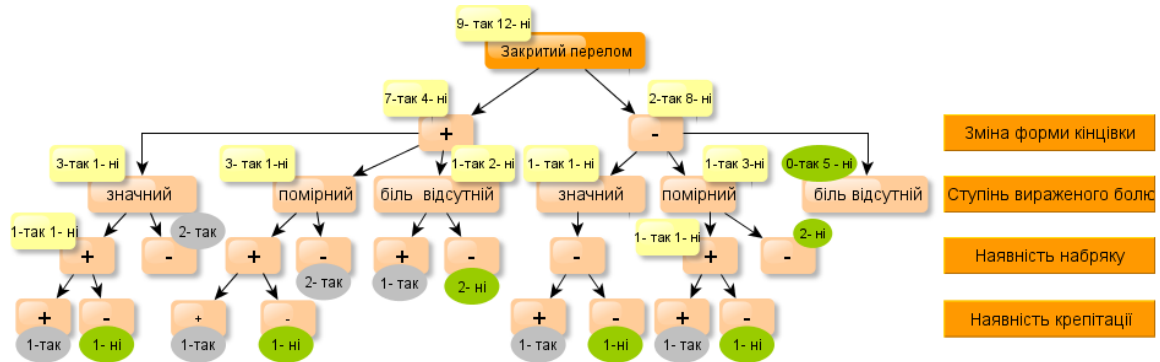 9- так 12- ні
Закритий перелом
7-так 4- ні
2-так 8- ні
+
-
Зміна форми кінцівки
3-так 1- ні
3- так 1-ні
1-так 2- ні
1- так 1- ні
1-так 3-ні
0-так 5 - ні
значний
помірний
біль відсутній
значний
помірний
біль відсутній
Ступінь вираженого болю
1-так 1- ні
2- так
1- так 1- ні
2- ні
+
-
+
-
+
-
-
+
-
Наявність набряку
2- так
1- так
2- ні
+
-
+
-
+
-
+
-
Наявність крепітації
1-так
1- ні
1-так
1- ні
1- так
1-ні
1- так
1- ні